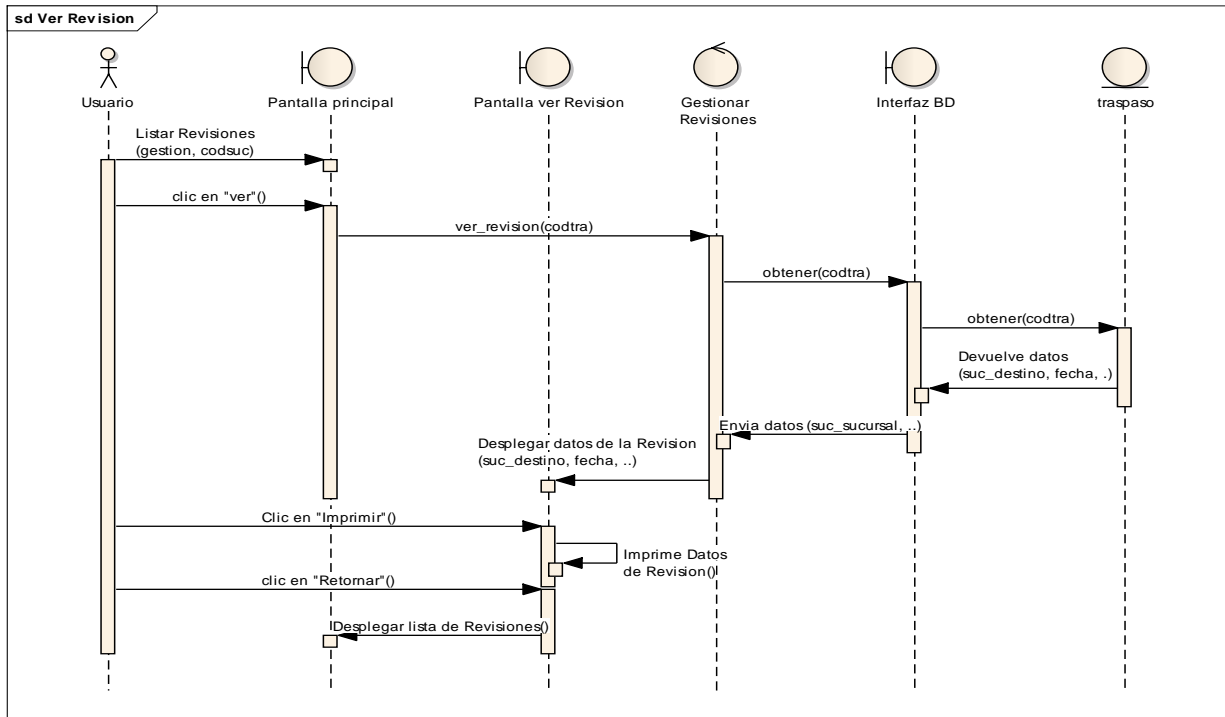 sd Ver Revision
Usuario
Pantalla principal
Pantalla ver Revision
Gestionar
Revisiones
Interfaz BD
traspaso
Listar Revisiones
(gestion, codsuc)
clic en "ver"()
ver_revision(codtra)
obtener(codtra)
obtener(codtra)
Devuelve datos
(suc_destino, fecha, .)
Envia datos (suc_sucursal, ..)
Desplegar datos de la Revision
(suc_destino, fecha, ..)
Clic en "Imprimir"()
Imprime Datos
de Revision()
clic en "Retornar"()
Desplegar lista de Revisiones()